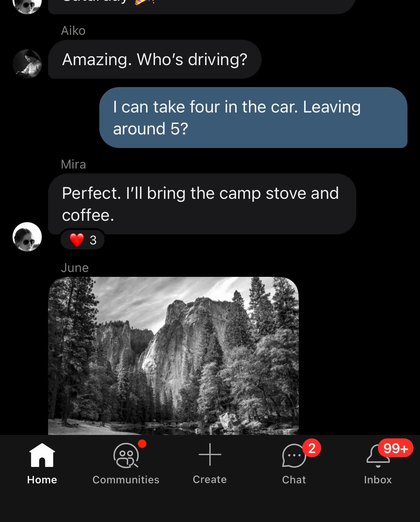 Saturday
Aiko
Amazing. Who’s driving?
I can take four in the car. Leaving
around 5?
Mira
Perfect. I’ll bring the camp stove and
coffee.
❤️ 3
June
2
99+
Home
Communities
Create
Chat
Inbox